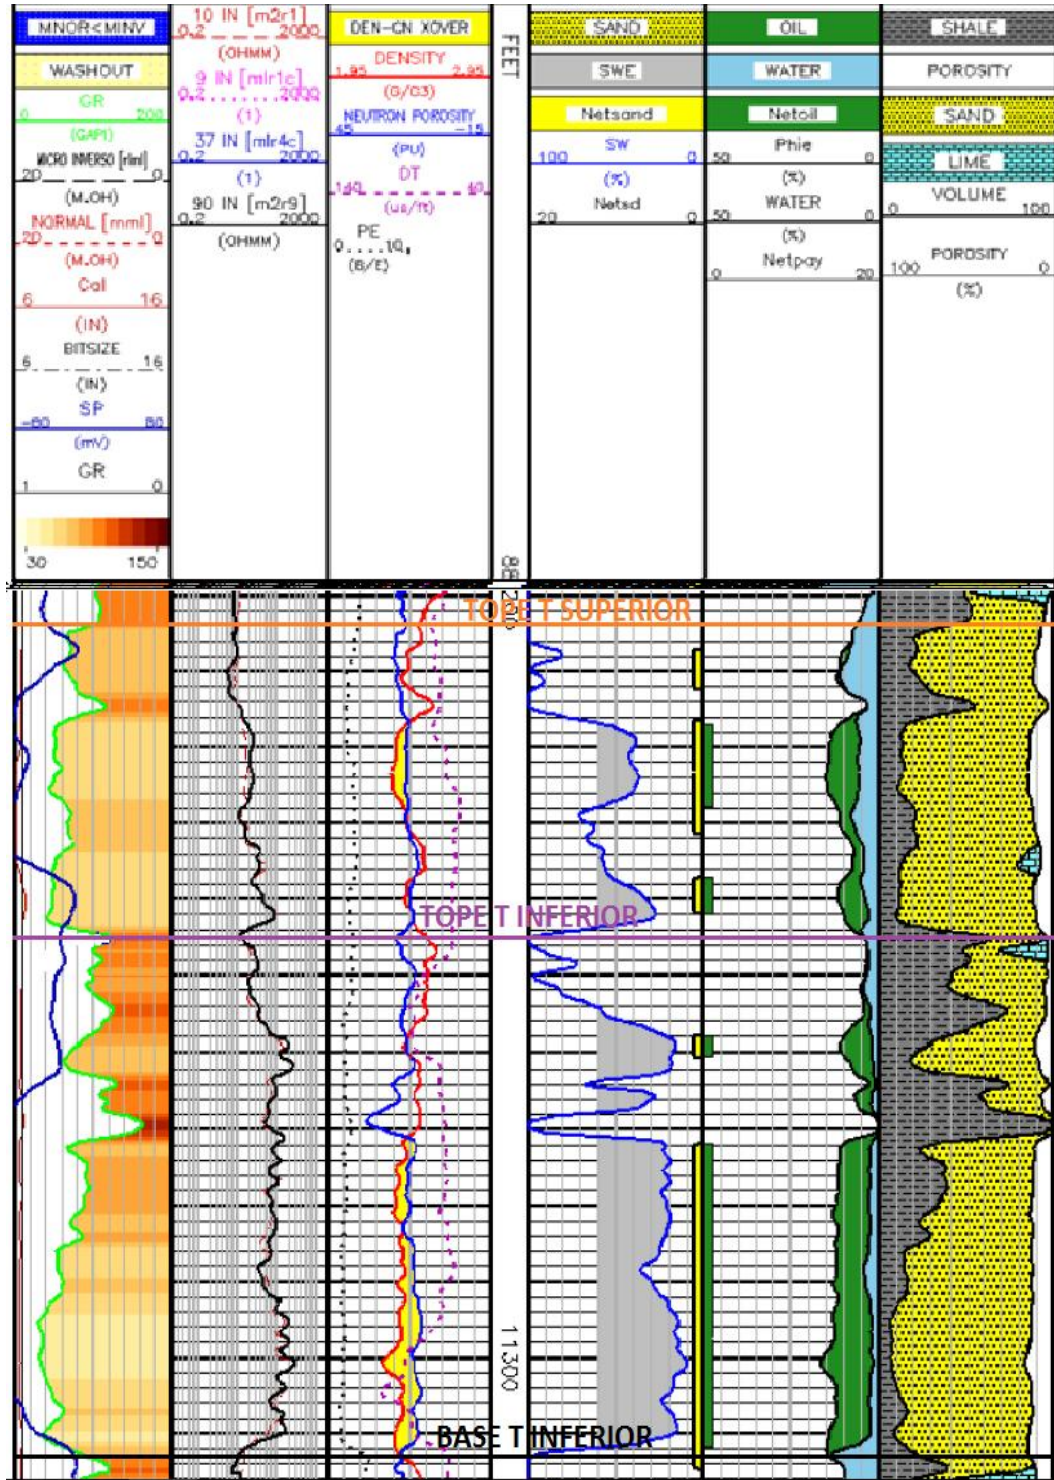 MNOR<MINV
WASHOUT
GR
0 200
(GAPI)
MICRO INVERSO [rlml]
20 0
(M.OH)
NORMAL [mml]
20 0
(M.OH)
Cal
6 16
(IN)
BITSIZE
6 16
(IN)
SP
-80 80
(mV)
GR
1 0
30 150
10 IN [m2r1]
0.2 2000
(OHMM)
9 IN [mlr1c]
0.2 2000
(1)
37 IN [mlr4c]
0.2 2000
(1)
90 IN [m2r9]
0.2 2000
(OHMM)
DEN-CN XOVER
DENSITY
1.95 2.95
(G/C3)
NEUTRON POROSITY
45 -15
(PU)
DT
140 40
(us/ft)
PE
0....10.
(B/E)
FEET
SAND
SWE
Netsand
SW
100 0
(%)
Netsd
20 0
OIL
WATER
Netoil
Phie
50 0
(%)
WATER
50 0
(%)
Netpay
0 20
SHALE
POROSITY
SAND
LIME
VOLUME
0 100
POROSITY
100 0
(%)
TOPE T SUPERIOR
TOPE T INFERIOR
11300
BASE T INFERIOR